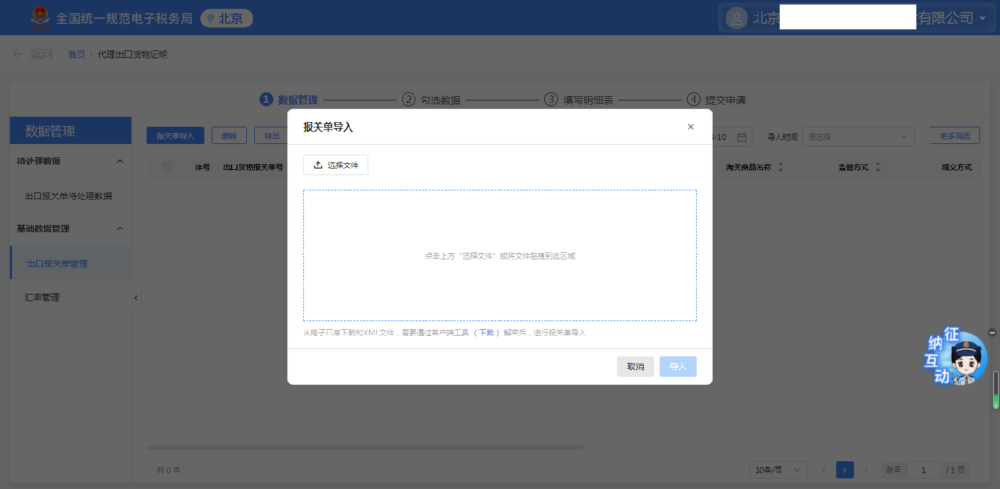 全国统一规范电子税务局
北京
北京
有限公司
返回
首页 › 代理出口货物证明
1 数据管理
2 勾选数据
3 填写明细表
4 提交申请
数据管理
待处理数据
出口报关单待处理数据
基础数据管理
出口报关单管理
汇率管理
报关单导入 删除 导出
-10
导入时间 请选择 更多筛选
序号 出口货物报关单号 海关商品名称 监管方式 成交方式
报关单导入
选择文件
点击上方“选择文件”或将文件拖拽到此区域
从电子口岸下载的XML文件，需要通过客户端工具（下载）解密后，进行报关单导入
取消 导入
征
纳
互
动
共 0 条
10条/页 1 跳至 1 / 1 页